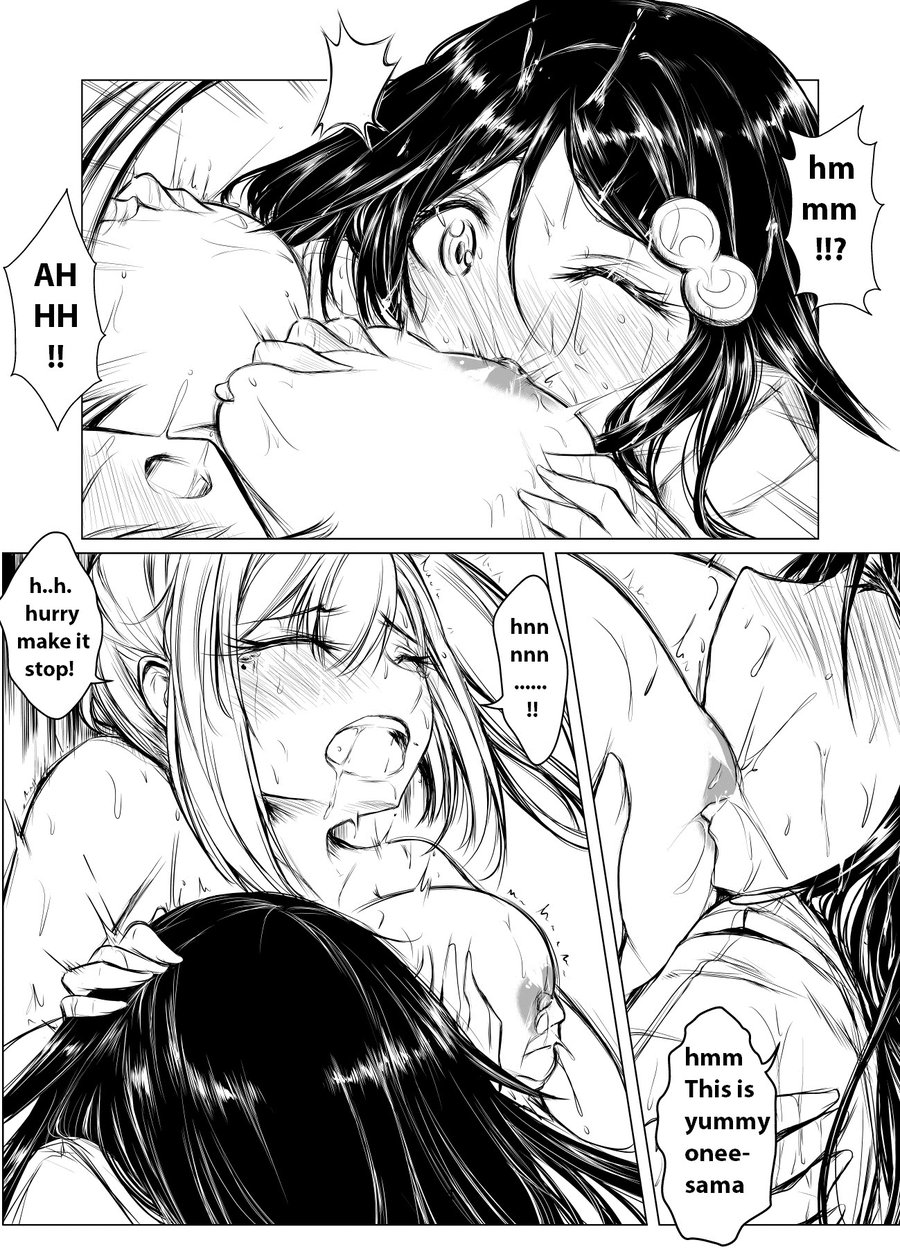 hm
mm
!!?
AH
HH
!!
h..h.
hurry
make it
stop!
hnn
nnn
......
!!
hmm
This is
yummy
onee-
sama